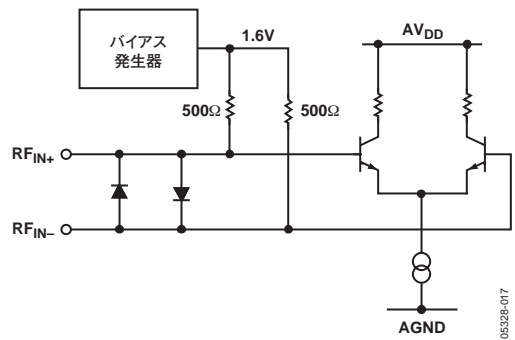 バイアス
発生器
1.6V
AVDD
500Ω
500Ω
RFIN+
RFIN–
AGND
05328-017